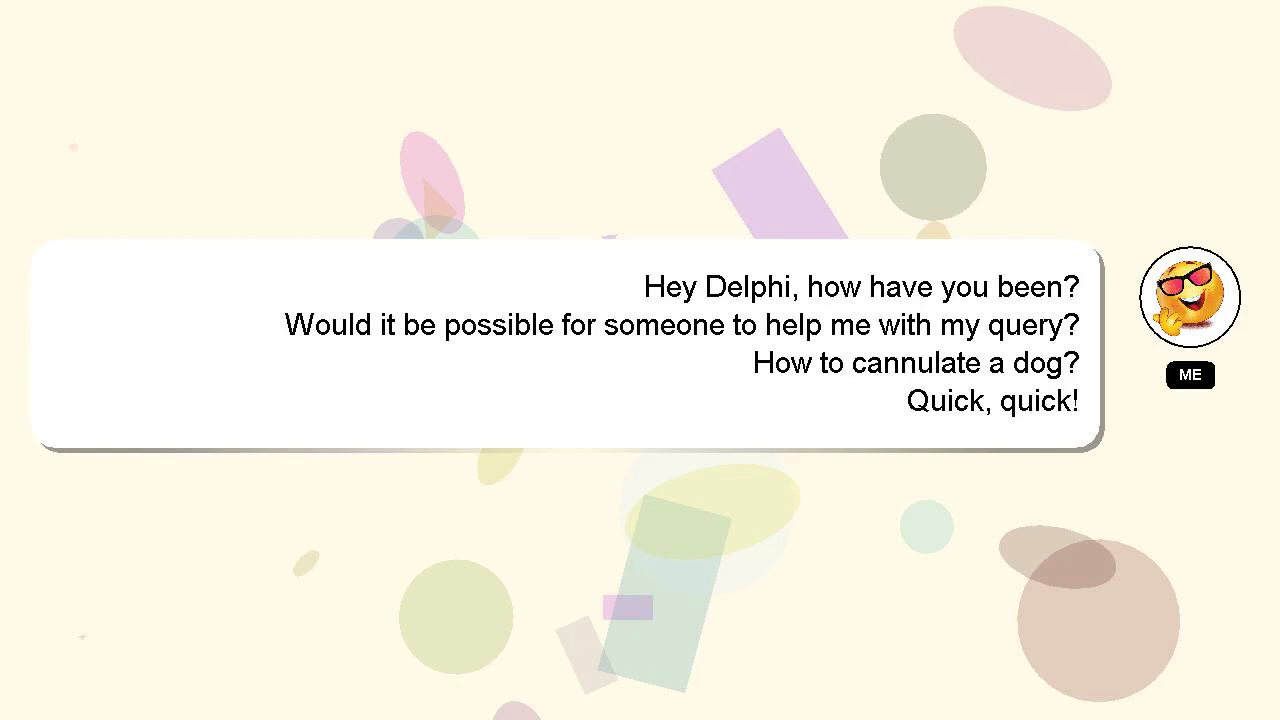 Hey Delphi, how have you been?
Would it be possible for someone to help me with my query?
How to cannulate a dog?
Quick, quick!
ME